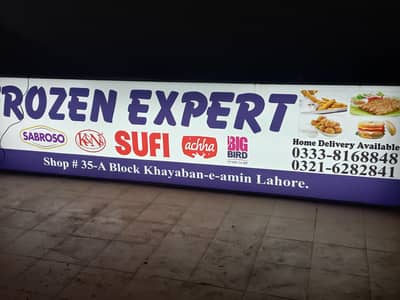 FROZEN EXPERT
SABROSO K&N's SUFI achha BIG BIRD
Home Delivery Available
0333-8168848
0321-6282841
Shop # 35-A Block Khayaban-e-amin Lahore.